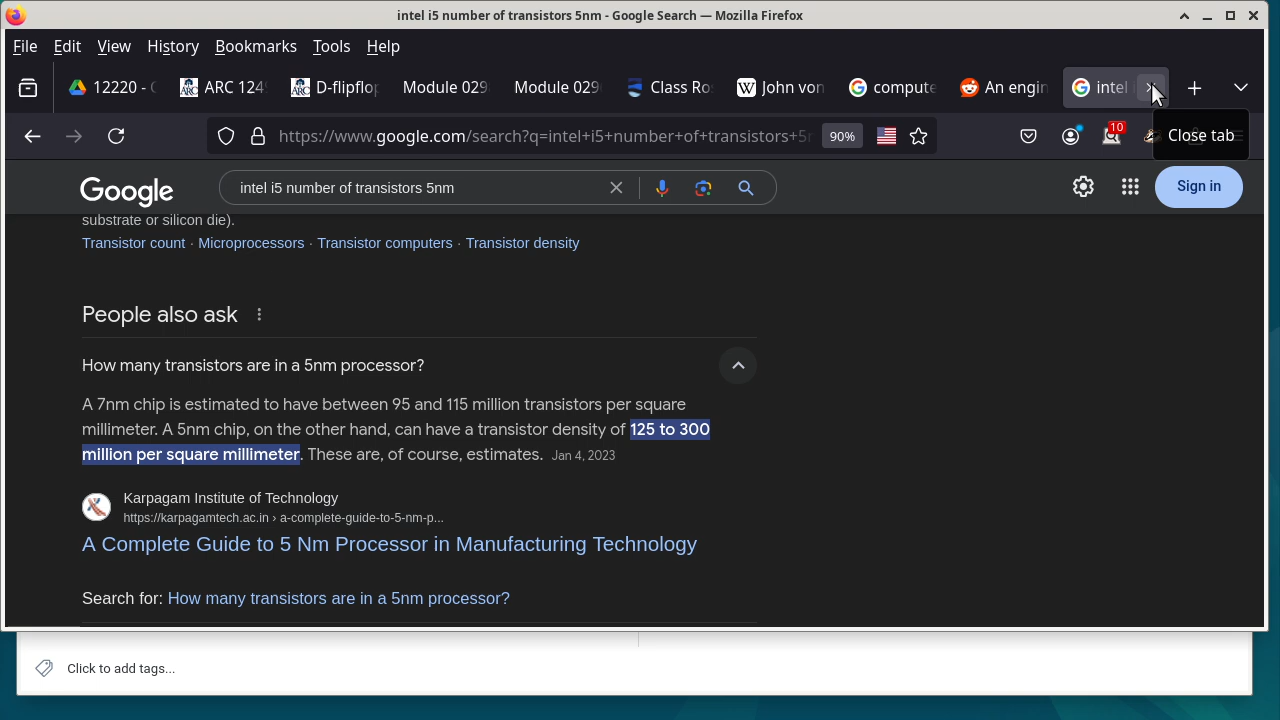 intel i5 number of transistors 5nm - Google Search — Mozilla Firefox
File Edit View History Bookmarks Tools Help
12220 - ARC 124 D-flipflop Module 029 Module 029 Class Ro John von compute An engin intel
https://www.google.com/search?q=intel+i5+number+of+transistors+5 90% 10 Close tab
Google intel i5 number of transistors 5nm Sign in
substrate or silicon die).
Transistor count · Microprocessors · Transistor computers · Transistor density
People also ask
How many transistors are in a 5nm processor?
A 7nm chip is estimated to have between 95 and 115 million transistors per square
millimeter. A 5nm chip, on the other hand, can have a transistor density of 125 to 300
million per square millimeter. These are, of course, estimates. Jan 4, 2023
Karpagam Institute of Technology
https://karpagamtech.ac.in › a-complete-guide-to-5-nm-p...
A Complete Guide to 5 Nm Processor in Manufacturing Technology
Search for: How many transistors are in a 5nm processor?
Click to add tags...